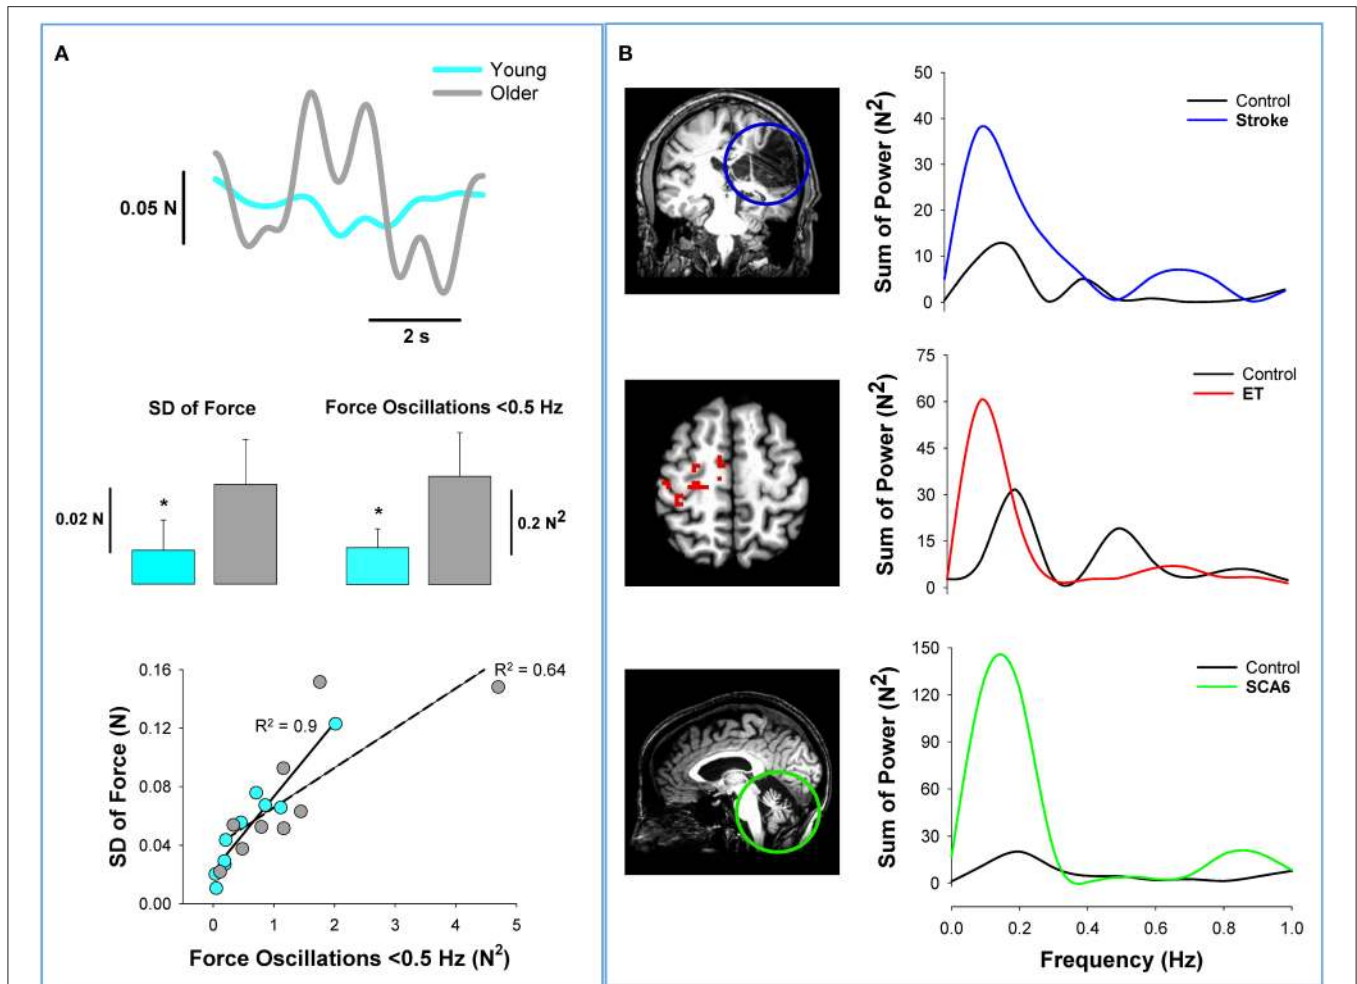 A
Young
Older
0.05 N
2 s
SD of Force
Force Oscillations <0.5 Hz
0.02 N
*
*
0.2 N²
0.16
0.12
0.08
0.04
0.00
SD of Force (N)
R² = 0.9
R² = 0.64
0 1 2 3 4 5
Force Oscillations <0.5 Hz (N²)
B
50
40
30
20
10
0
Sum of Power (N²)
Control
Stroke
75
60
45
30
15
0
Sum of Power (N²)
Control
ET
150
120
90
60
30
0
Sum of Power (N²)
Control
SCA6
0.0 0.2 0.4 0.6 0.8 1.0
Frequency (Hz)